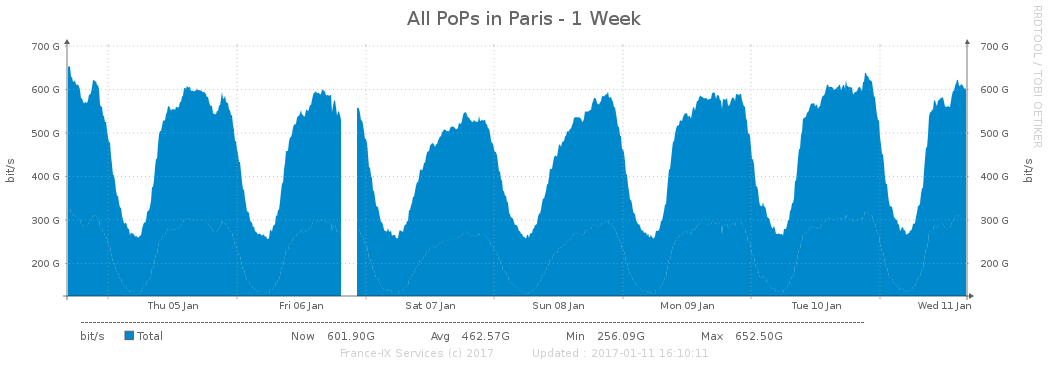 All PoPs in Paris - 1 Week
RRDTOOL / TOBI OETIKER
700 G 700 G
600 G 600 G
500 G 500 G
400 G 400 G
300 G 300 G
200 G 200 G
bit/s bit/s
Thu 05 Jan Fri 06 Jan Sat 07 Jan Sun 08 Jan Mon 09 Jan Tue 10 Jan Wed 11 Jan
bit/s Total Now 601.90G Avg 462.57G Min 256.09G Max 652.50G
France-IX Services (c) 2017 Updated : 2017-01-11 16:10:11